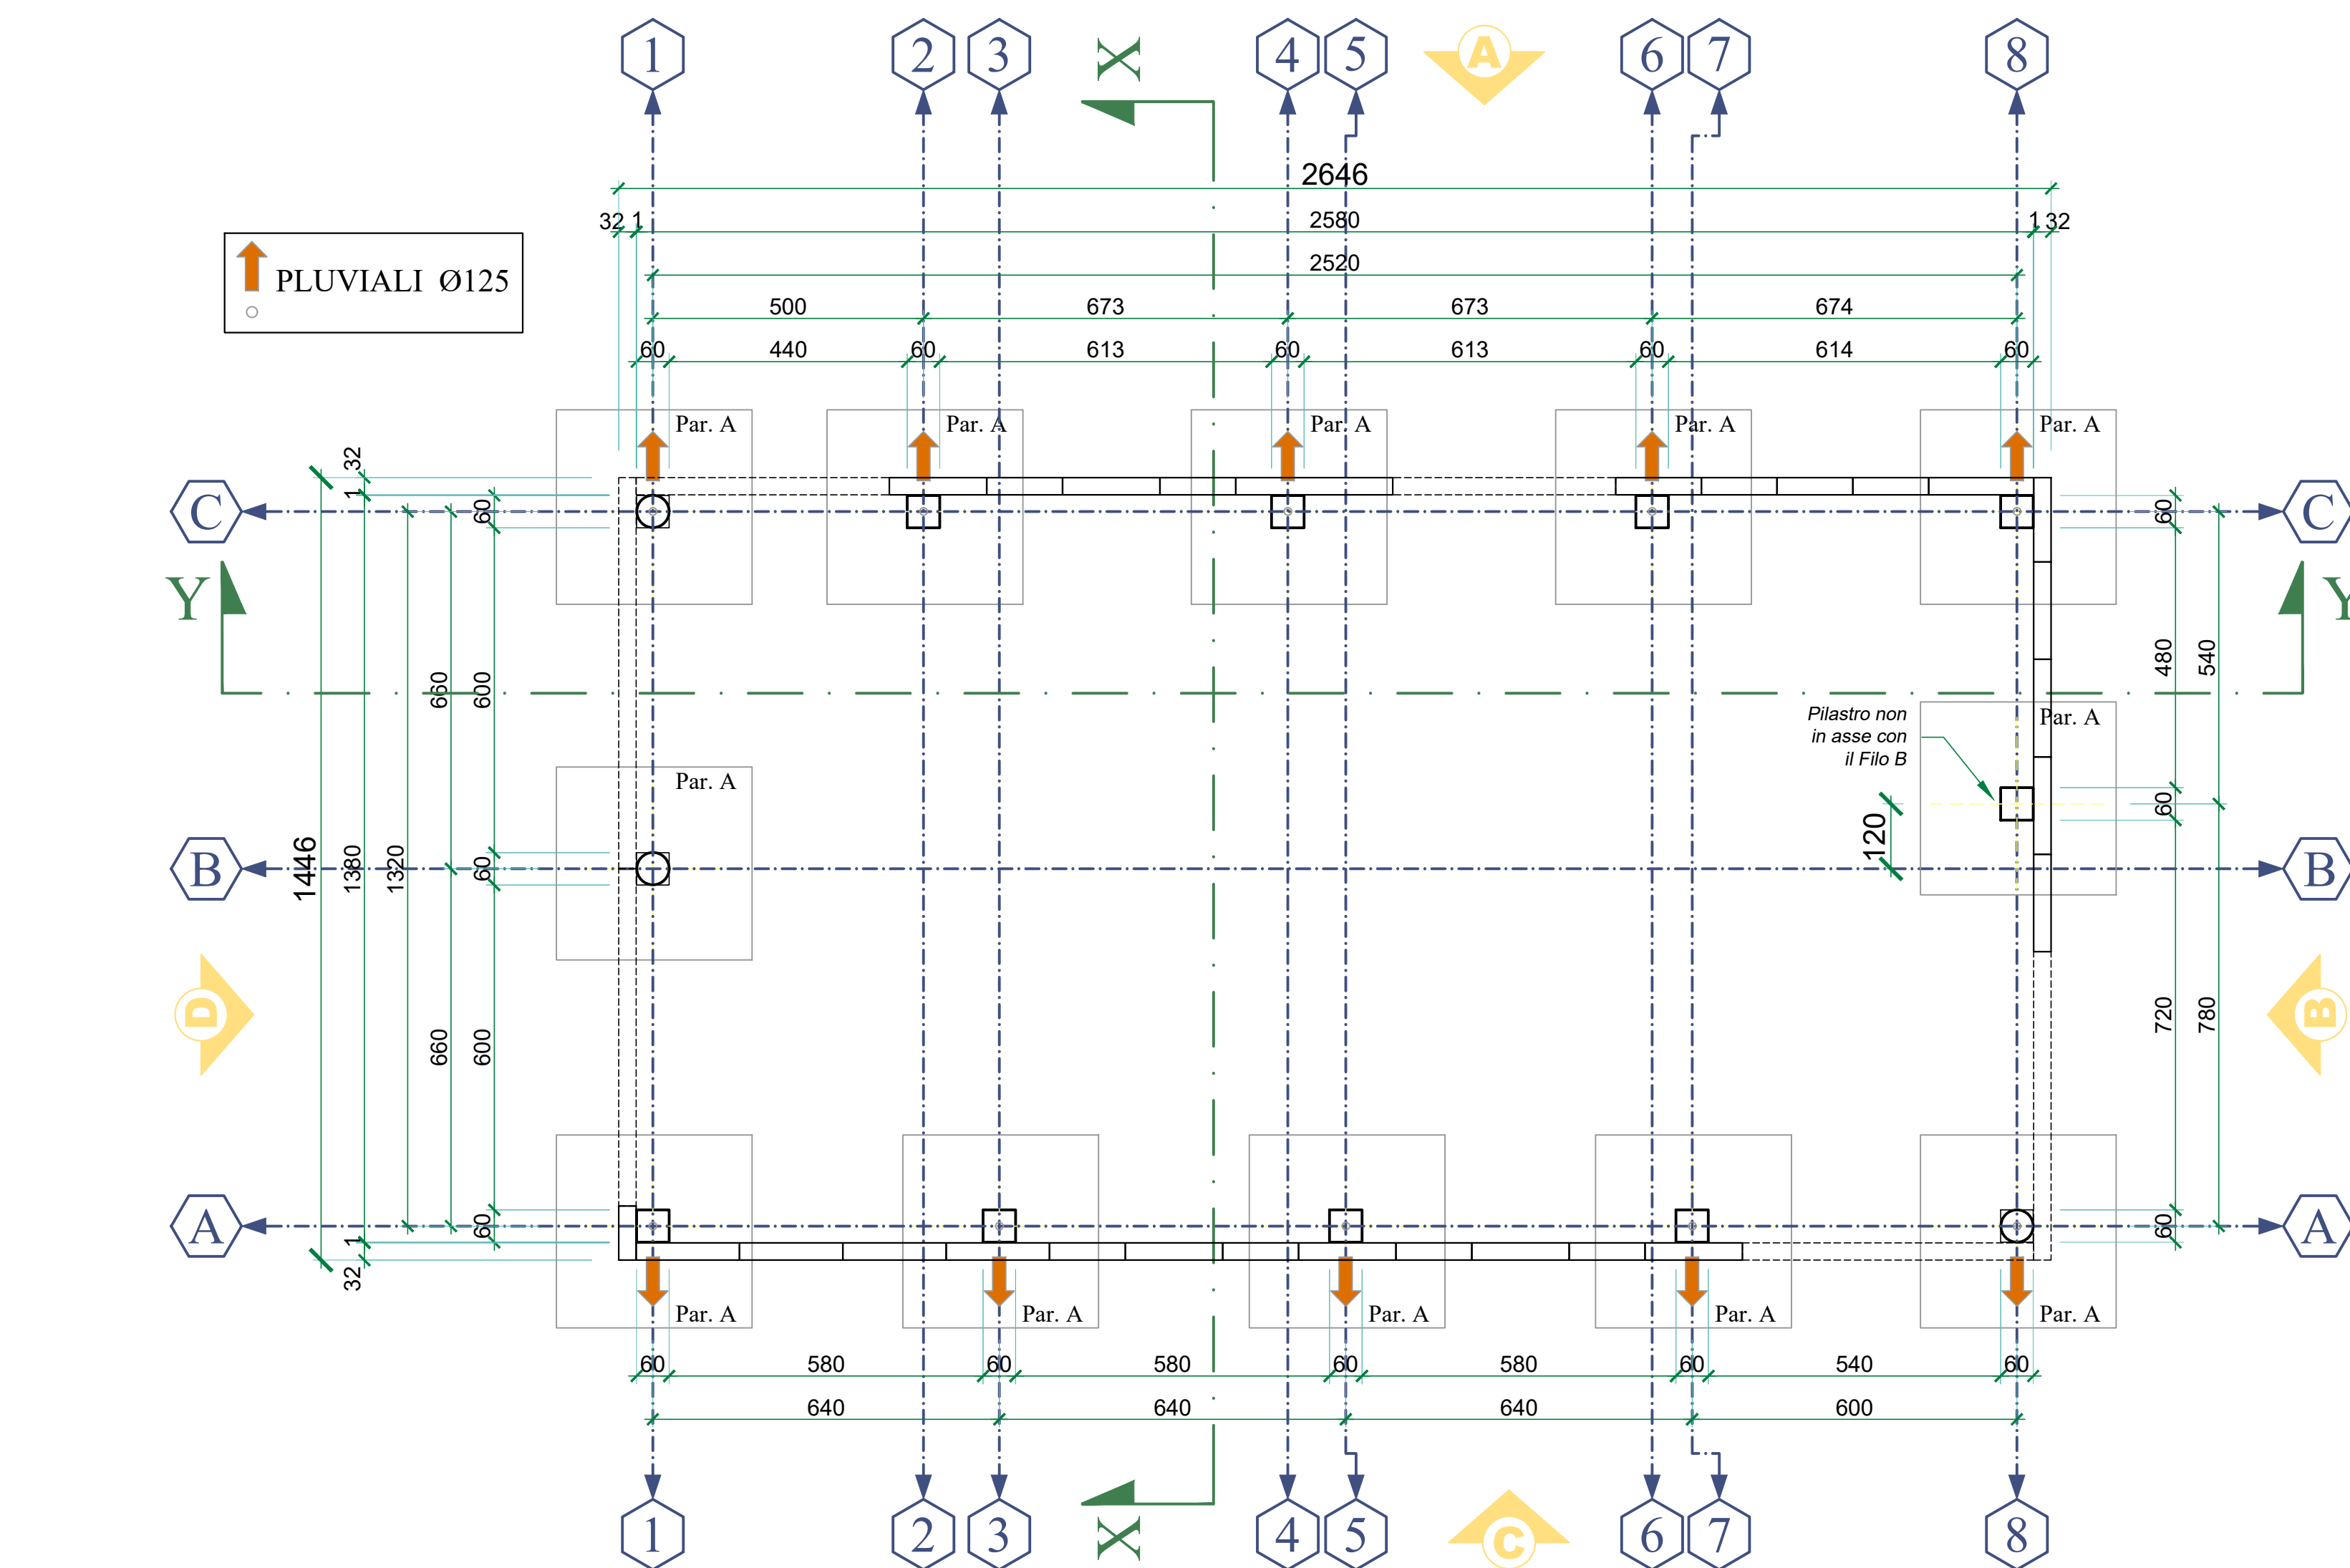 1 2 3 4 5 6 7 8
X A
2646
32 1 2580 1 32
2520
PLUVIALI Ø125
500 673 673 674
60 440 60 613 60 613 60 614 60
Par. A Par. A Par. A Par. A Par. A
32
1
C 60 60 C
Y Y
660 600 480 540
Pilastro non
in asse con
il Filo B
Par. A
Par. A
60
120
1446 1380 1320
B 60 B
D B
660 600 720 780
A 60 60 A
1
32
Par. A Par. A Par. A Par. A Par. A
60 580 60 580 60 580 60 540 60
640 640 640 600
X C
1 2 3 4 5 6 7 8